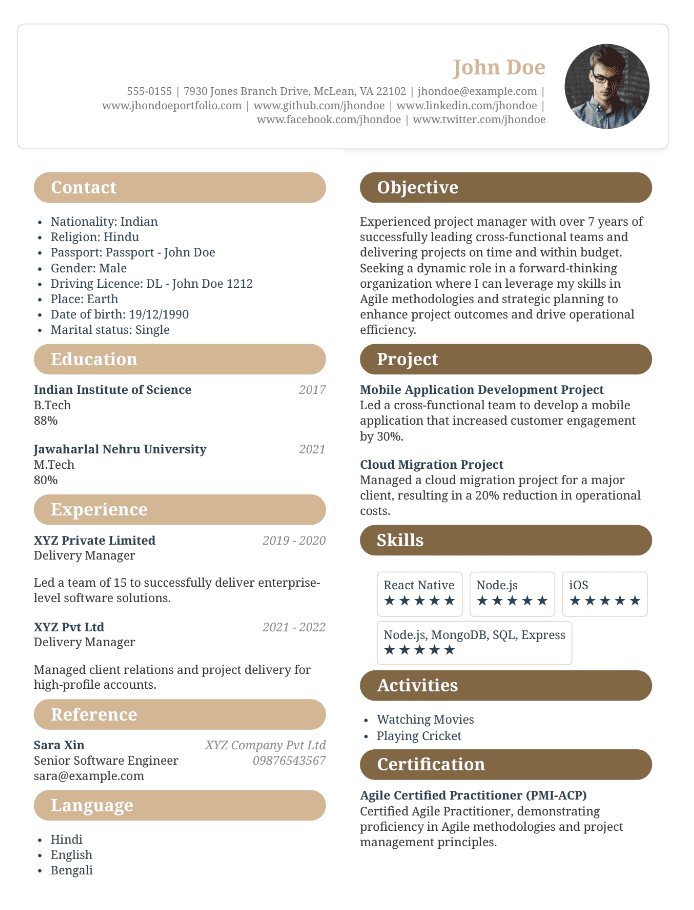 John Doe
555-0155 | 7930 Jones Branch Drive, McLean, VA 22102 | jhondoe@example.com |
www.jhondoeportfolio.com | www.github.com/jhondoe | www.linkedin.com/jhondoe |
www.facebook.com/jhondoe | www.twitter.com/jhondoe
Contact
• Nationality: Indian
• Religion: Hindu
• Passport: Passport - John Doe
• Gender: Male
• Driving Licence: DL - John Doe 1212
• Place: Earth
• Date of birth: 19/12/1990
• Marital status: Single
Education
Indian Institute of Science 2017
B.Tech
88%
Jawaharlal Nehru University 2021
M.Tech
80%
Experience
XYZ Private Limited 2019 - 2020
Delivery Manager
Led a team of 15 to successfully deliver enterprise-
level software solutions.
XYZ Pvt Ltd 2021 - 2022
Delivery Manager
Managed client relations and project delivery for
high-profile accounts.
Reference
Sara Xin XYZ Company Pvt Ltd
Senior Software Engineer 09876543567
sara@example.com
Language
• Hindi
• English
• Bengali
Objective
Experienced project manager with over 7 years of
successfully leading cross-functional teams and
delivering projects on time and within budget.
Seeking a dynamic role in a forward-thinking
organization where I can leverage my skills in
Agile methodologies and strategic planning to
enhance project outcomes and drive operational
efficiency.
Project
Mobile Application Development Project
Led a cross-functional team to develop a mobile
application that increased customer engagement
by 30%.
Cloud Migration Project
Managed a cloud migration project for a major
client, resulting in a 20% reduction in operational
costs.
Skills
React Native Node.js iOS
★★★★★ ★★★★★ ★★★★★
Node.js, MongoDB, SQL, Express
★★★★★
Activities
• Watching Movies
• Playing Cricket
Certification
Agile Certified Practitioner (PMI-ACP)
Certified Agile Practitioner, demonstrating
proficiency in Agile methodologies and project
management principles.